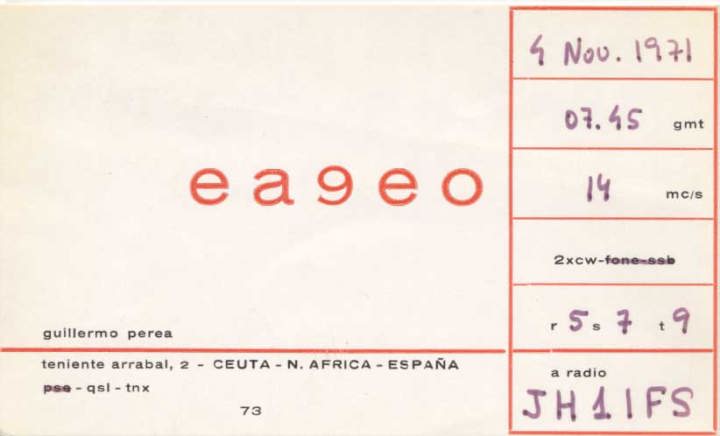 ea9eo
guillermo perea
teniente arrabal, 2 - CEUTA - N. AFRICA - ESPAÑA
pse - qsl - tnx
73
4 Nov. 1971
07.45 gmt
14 mc/s
2xcw-fone-ssb
r 5 s 7 t 9
a radio
JH1IFS